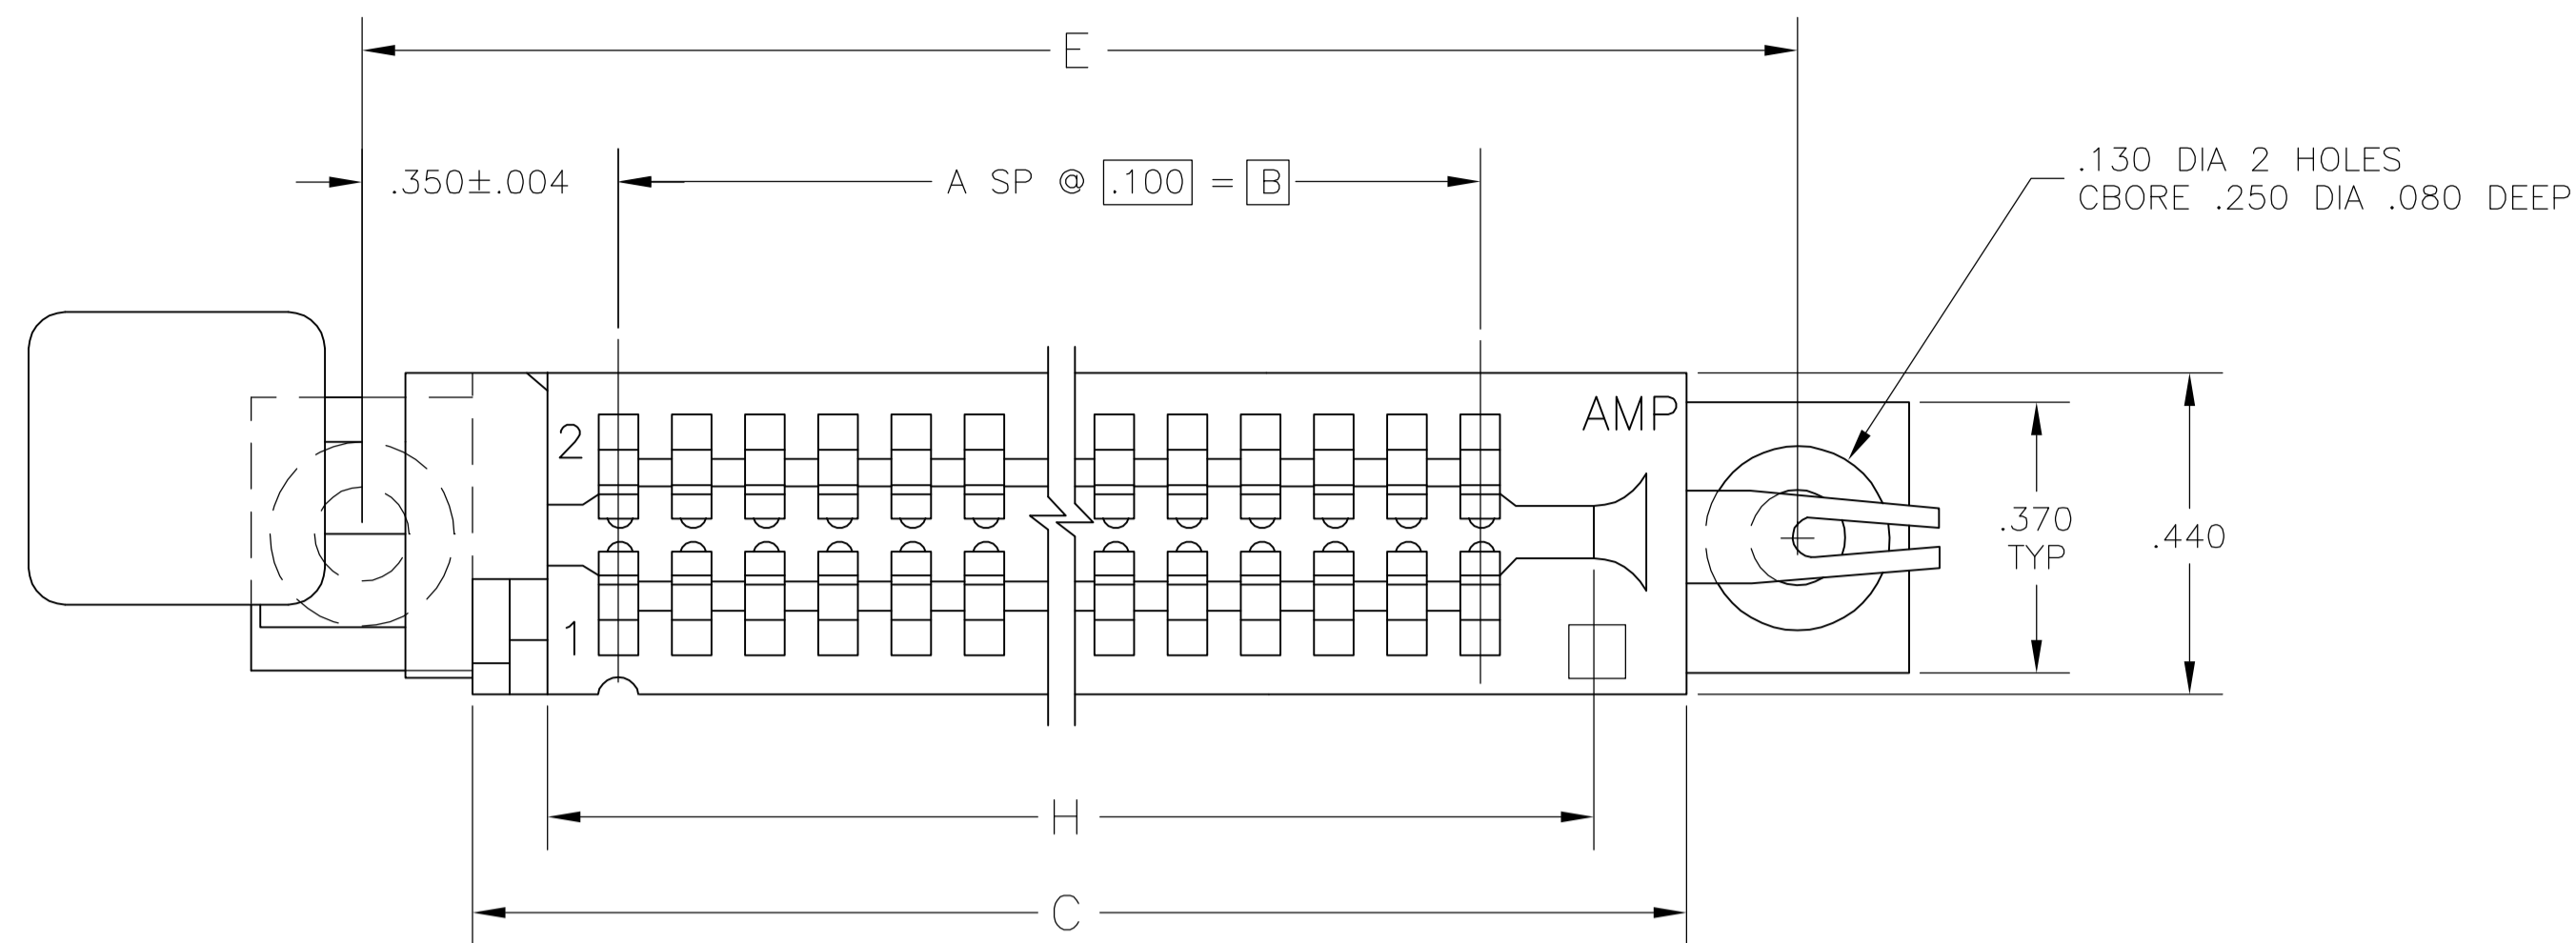 E
.350±.004
A SP @ .100 = B
.130 DIA 2 HOLES
CBORE .250 DIA .080 DEEP
2
AMP
.370
TYP
.440
1
H
C